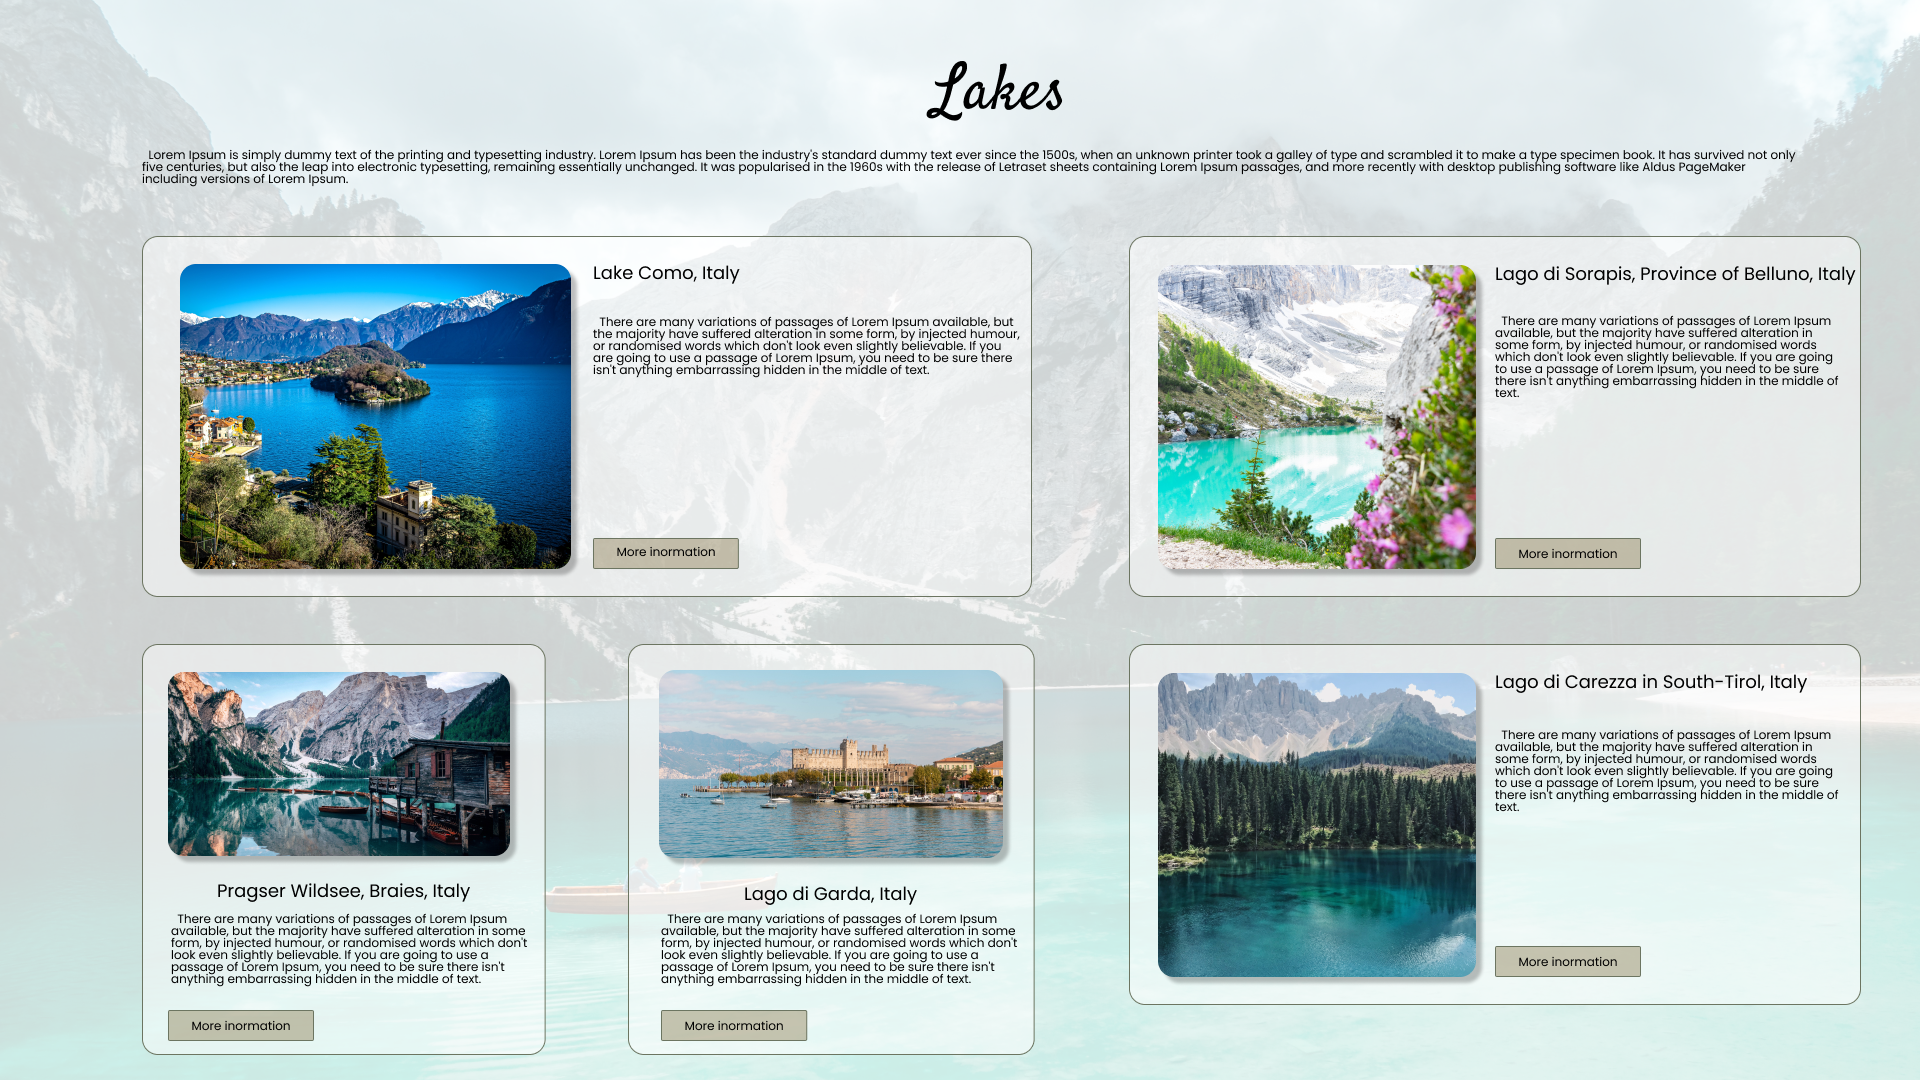 Lakes
Lorem Ipsum is simply dummy text of the printing and typesetting industry. Lorem Ipsum has been the industry's standard dummy text ever since the 1500s, when an unknown printer took a galley of type and scrambled it to make a type specimen book. It has survived not only
five centuries, but also the leap into electronic typesetting, remaining essentially unchanged. It was popularised in the 1960s with the release of Letraset sheets containing Lorem Ipsum passages, and more recently with desktop publishing software like Aldus PageMaker
including versions of Lorem Ipsum.
Lake Como, Italy
There are many variations of passages of Lorem Ipsum available, but
the majority have suffered alteration in some form, by injected humour,
or randomised words which don't look even slightly believable. If you
are going to use a passage of Lorem Ipsum, you need to be sure there
isn't anything embarrassing hidden in the middle of text.
More inormation
Lago di Sorapis, Province of Belluno, Italy
There are many variations of passages of Lorem Ipsum
available, but the majority have suffered alteration in
some form, by injected humour, or randomised words
which don't look even slightly believable. If you are going
to use a passage of Lorem Ipsum, you need to be sure
there isn't anything embarrassing hidden in the middle of
text.
More inormation
Pragser Wildsee, Braies, Italy
There are many variations of passages of Lorem Ipsum
available, but the majority have suffered alteration in some
form, by injected humour, or randomised words which don't
look even slightly believable. If you are going to use a
passage of Lorem Ipsum, you need to be sure there isn't
anything embarrassing hidden in the middle of text.
More inormation
Lago di Garda, Italy
There are many variations of passages of Lorem Ipsum
available, but the majority have suffered alteration in some
form, by injected humour, or randomised words which don't
look even slightly believable. If you are going to use a
passage of Lorem Ipsum, you need to be sure there isn't
anything embarrassing hidden in the middle of text.
More inormation
Lago di Carezza in South-Tirol, Italy
There are many variations of passages of Lorem Ipsum
available, but the majority have suffered alteration in
some form, by injected humour, or randomised words
which don't look even slightly believable. If you are going
to use a passage of Lorem Ipsum, you need to be sure
there isn't anything embarrassing hidden in the middle of
text.
More inormation